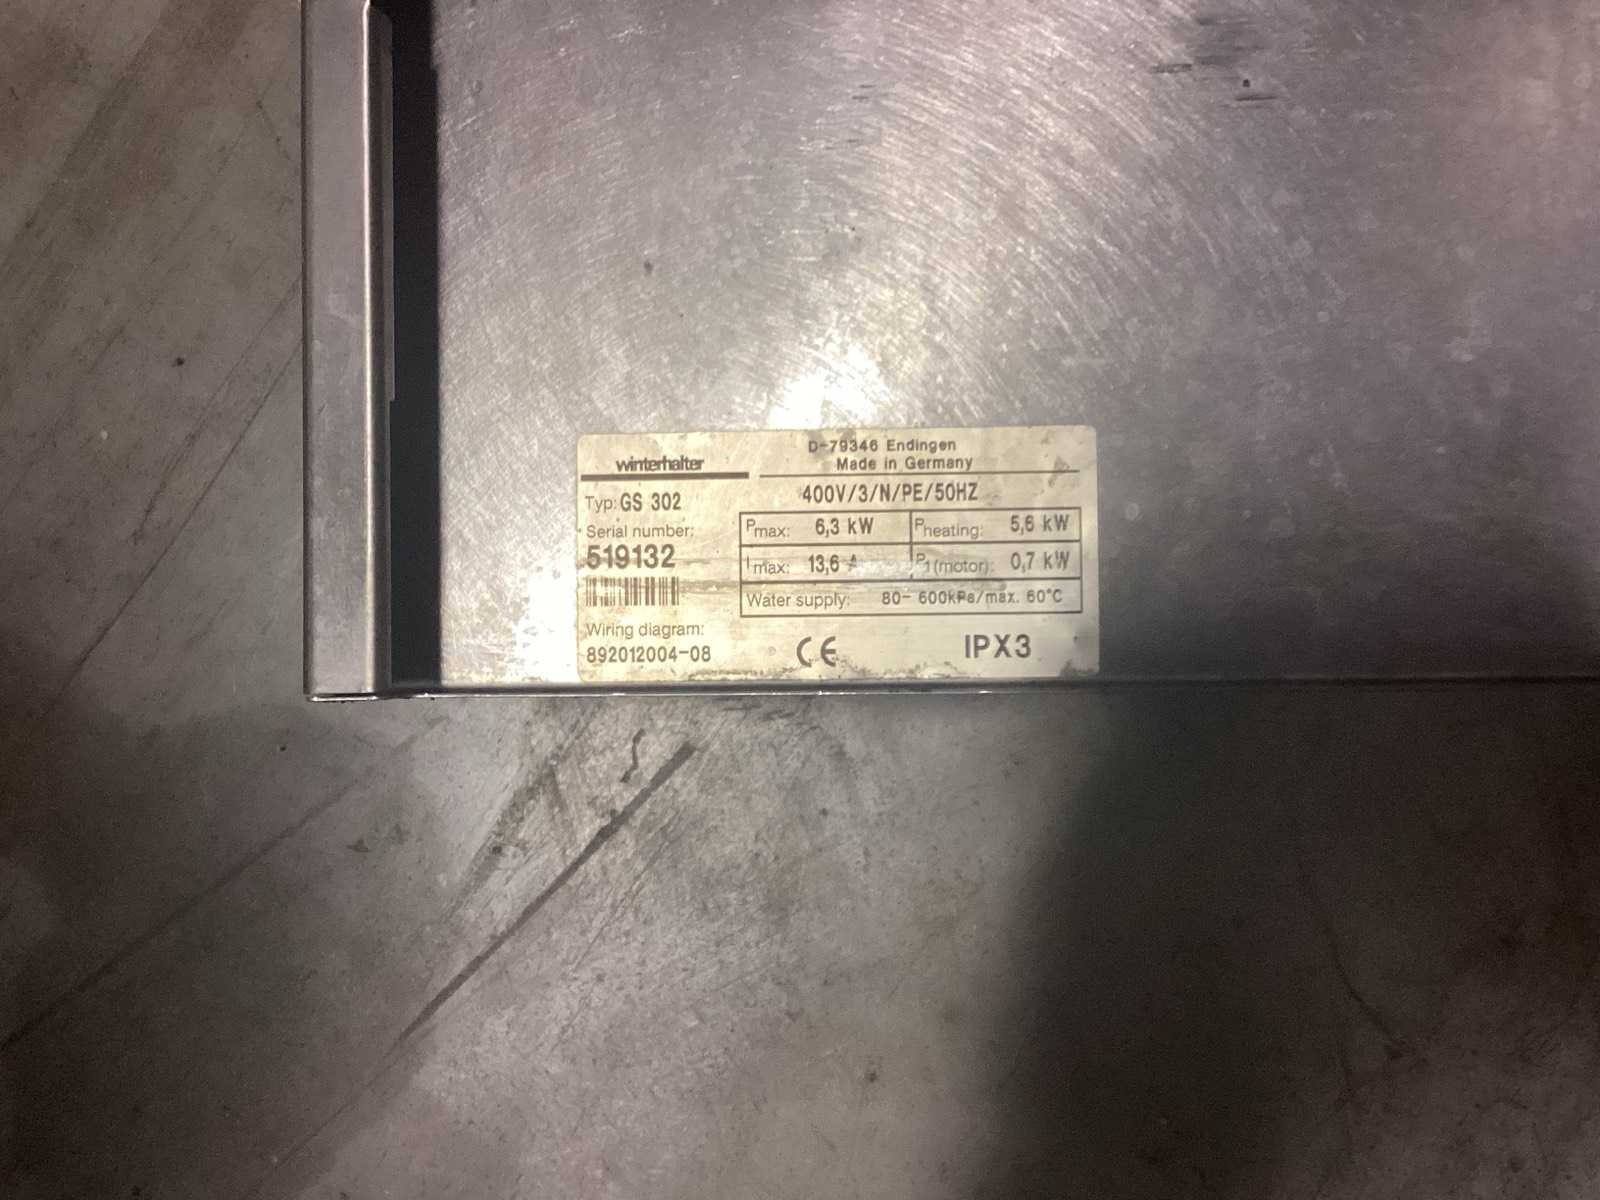 winterhalter
D-79346 Endingen
Made in Germany
Typ: GS 302
400V/3/N/PE/50HZ
Serial number:
519132
Pmax: 6,3 kW
Pheating: 5,6 kW
Imax: 13,6 A
P1(motor): 0,7 kW
Water supply: 80- 600kPa/max. 60°C
Wiring diagram:
892012004-08
CE
IPX3